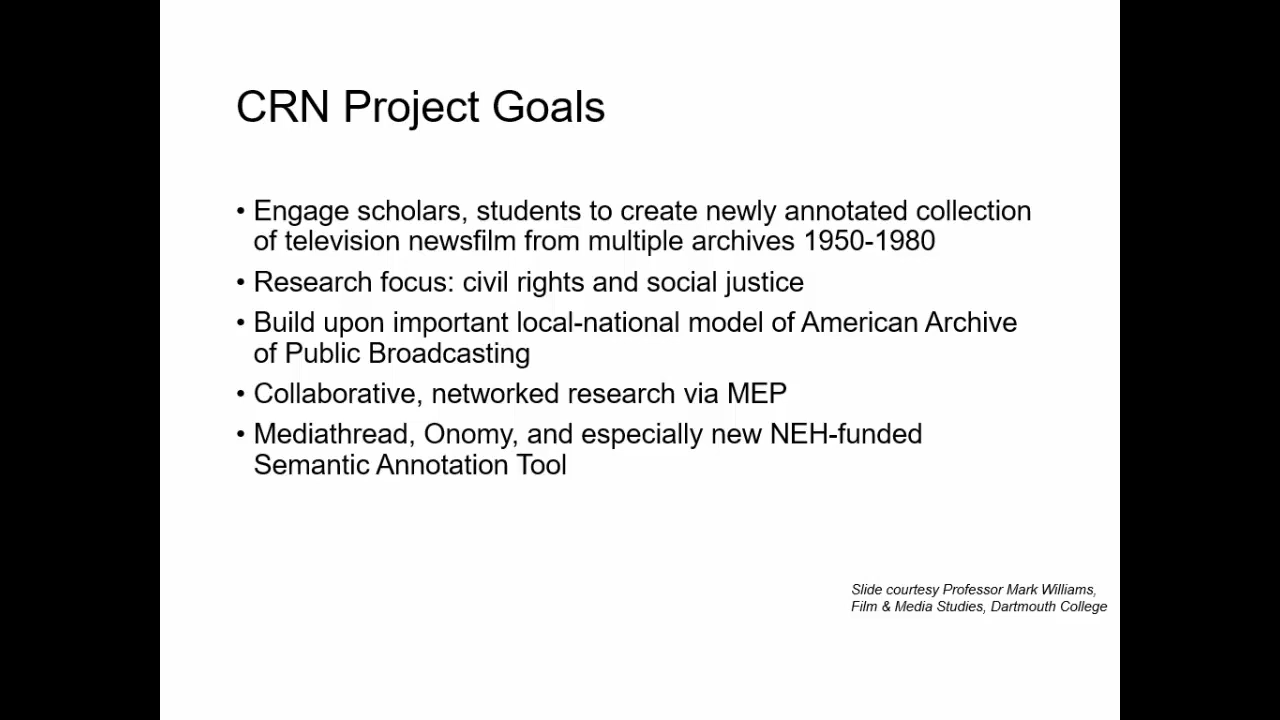 CRN Project Goals
• Engage scholars, students to create newly annotated collection
of television newsfilm from multiple archives 1950-1980
• Research focus: civil rights and social justice
• Build upon important local-national model of American Archive
of Public Broadcasting
• Collaborative, networked research via MEP
• Mediathread, Onomy, and especially new NEH-funded
Semantic Annotation Tool
Slide courtesy Professor Mark Williams,
Film & Media Studies, Dartmouth College